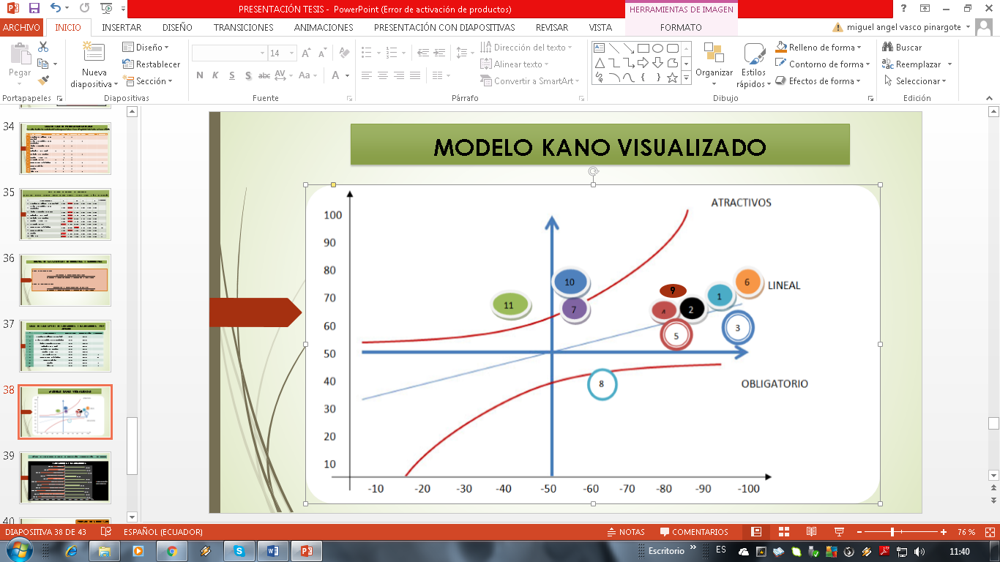 PRESENTACIÓN TESIS - PowerPoint (Error de activación de productos)
HERRAMIENTAS DE IMAGEN
ARCHIVO
INICIO
INSERTAR
DISEÑO
TRANSICIONES
ANIMACIONES
PRESENTACIÓN CON DIAPOSITIVAS
REVISAR
VISTA
FORMATO
miguel angel vasco pinargote
Pegar
Nueva
diapositiva
Diseño
Restablecer
Sección
14
N K S S abc AV Aa A
Dirección del texto
Alinear texto
Convertir a SmartArt
Organizar
Estilos
rápidos
Relleno de forma
Contorno de forma
Efectos de forma
Buscar
Reemplazar
Seleccionar
Portapapeles
Diapositivas
Fuente
Párrafo
Dibujo
Edición
34
35
36
37
38
39
40
MODELO KANO VISUALIZADO
ATRACTIVOS
LINEAL
OBLIGATORIO
100
90
80
70
60
50
40
30
20
10
-10 -20 -30 -40 -50 -60 -70 -80 -90 -100
10
11
7
9
4
2
1
6
5
3
8
DIAPOSITIVA 38 DE 43
ESPAÑOL (ECUADOR)
NOTAS
COMENTARIOS
76 %
Escritorio
ES
11:40